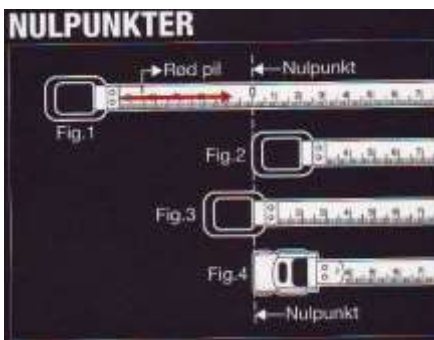 NULPUNKTER
Rød pil
Nulpunkt
Fig.1
Fig.2
Fig.3
Fig.4
Nulpunkt